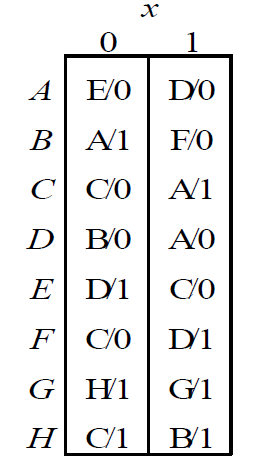 x
0 1
A E/0 D/0
B A/1 F/0
C C/0 A/1
D B/0 A/0
E D/1 C/0
F C/0 D/1
G H/1 G/1
H C/1 B/1